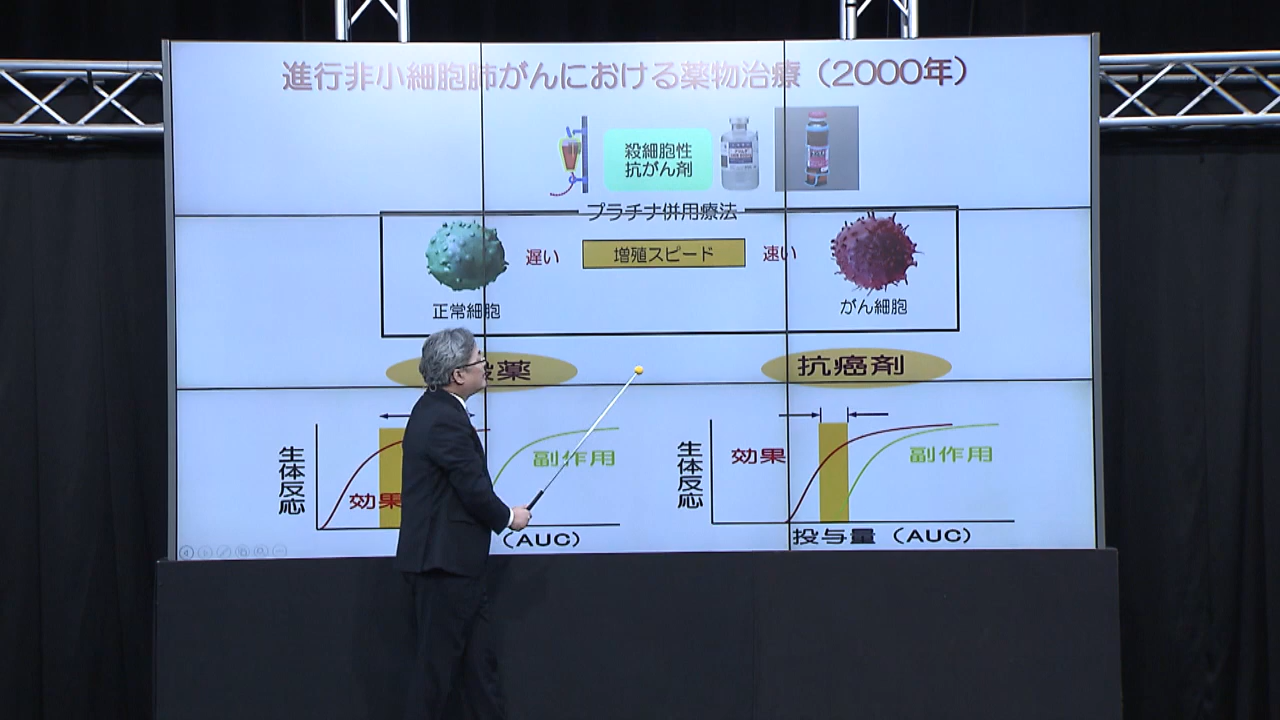 進行非小細胞肺がんにおける薬物治療（2000年）
殺細胞性
抗がん剤
プラチナ併用療法
遅い
増殖スピード
速い
正常細胞
がん細胞
薬
抗癌剤
生体反応
効果
副作用
（AUC）
生体反応
効果
副作用
投与量（AUC）